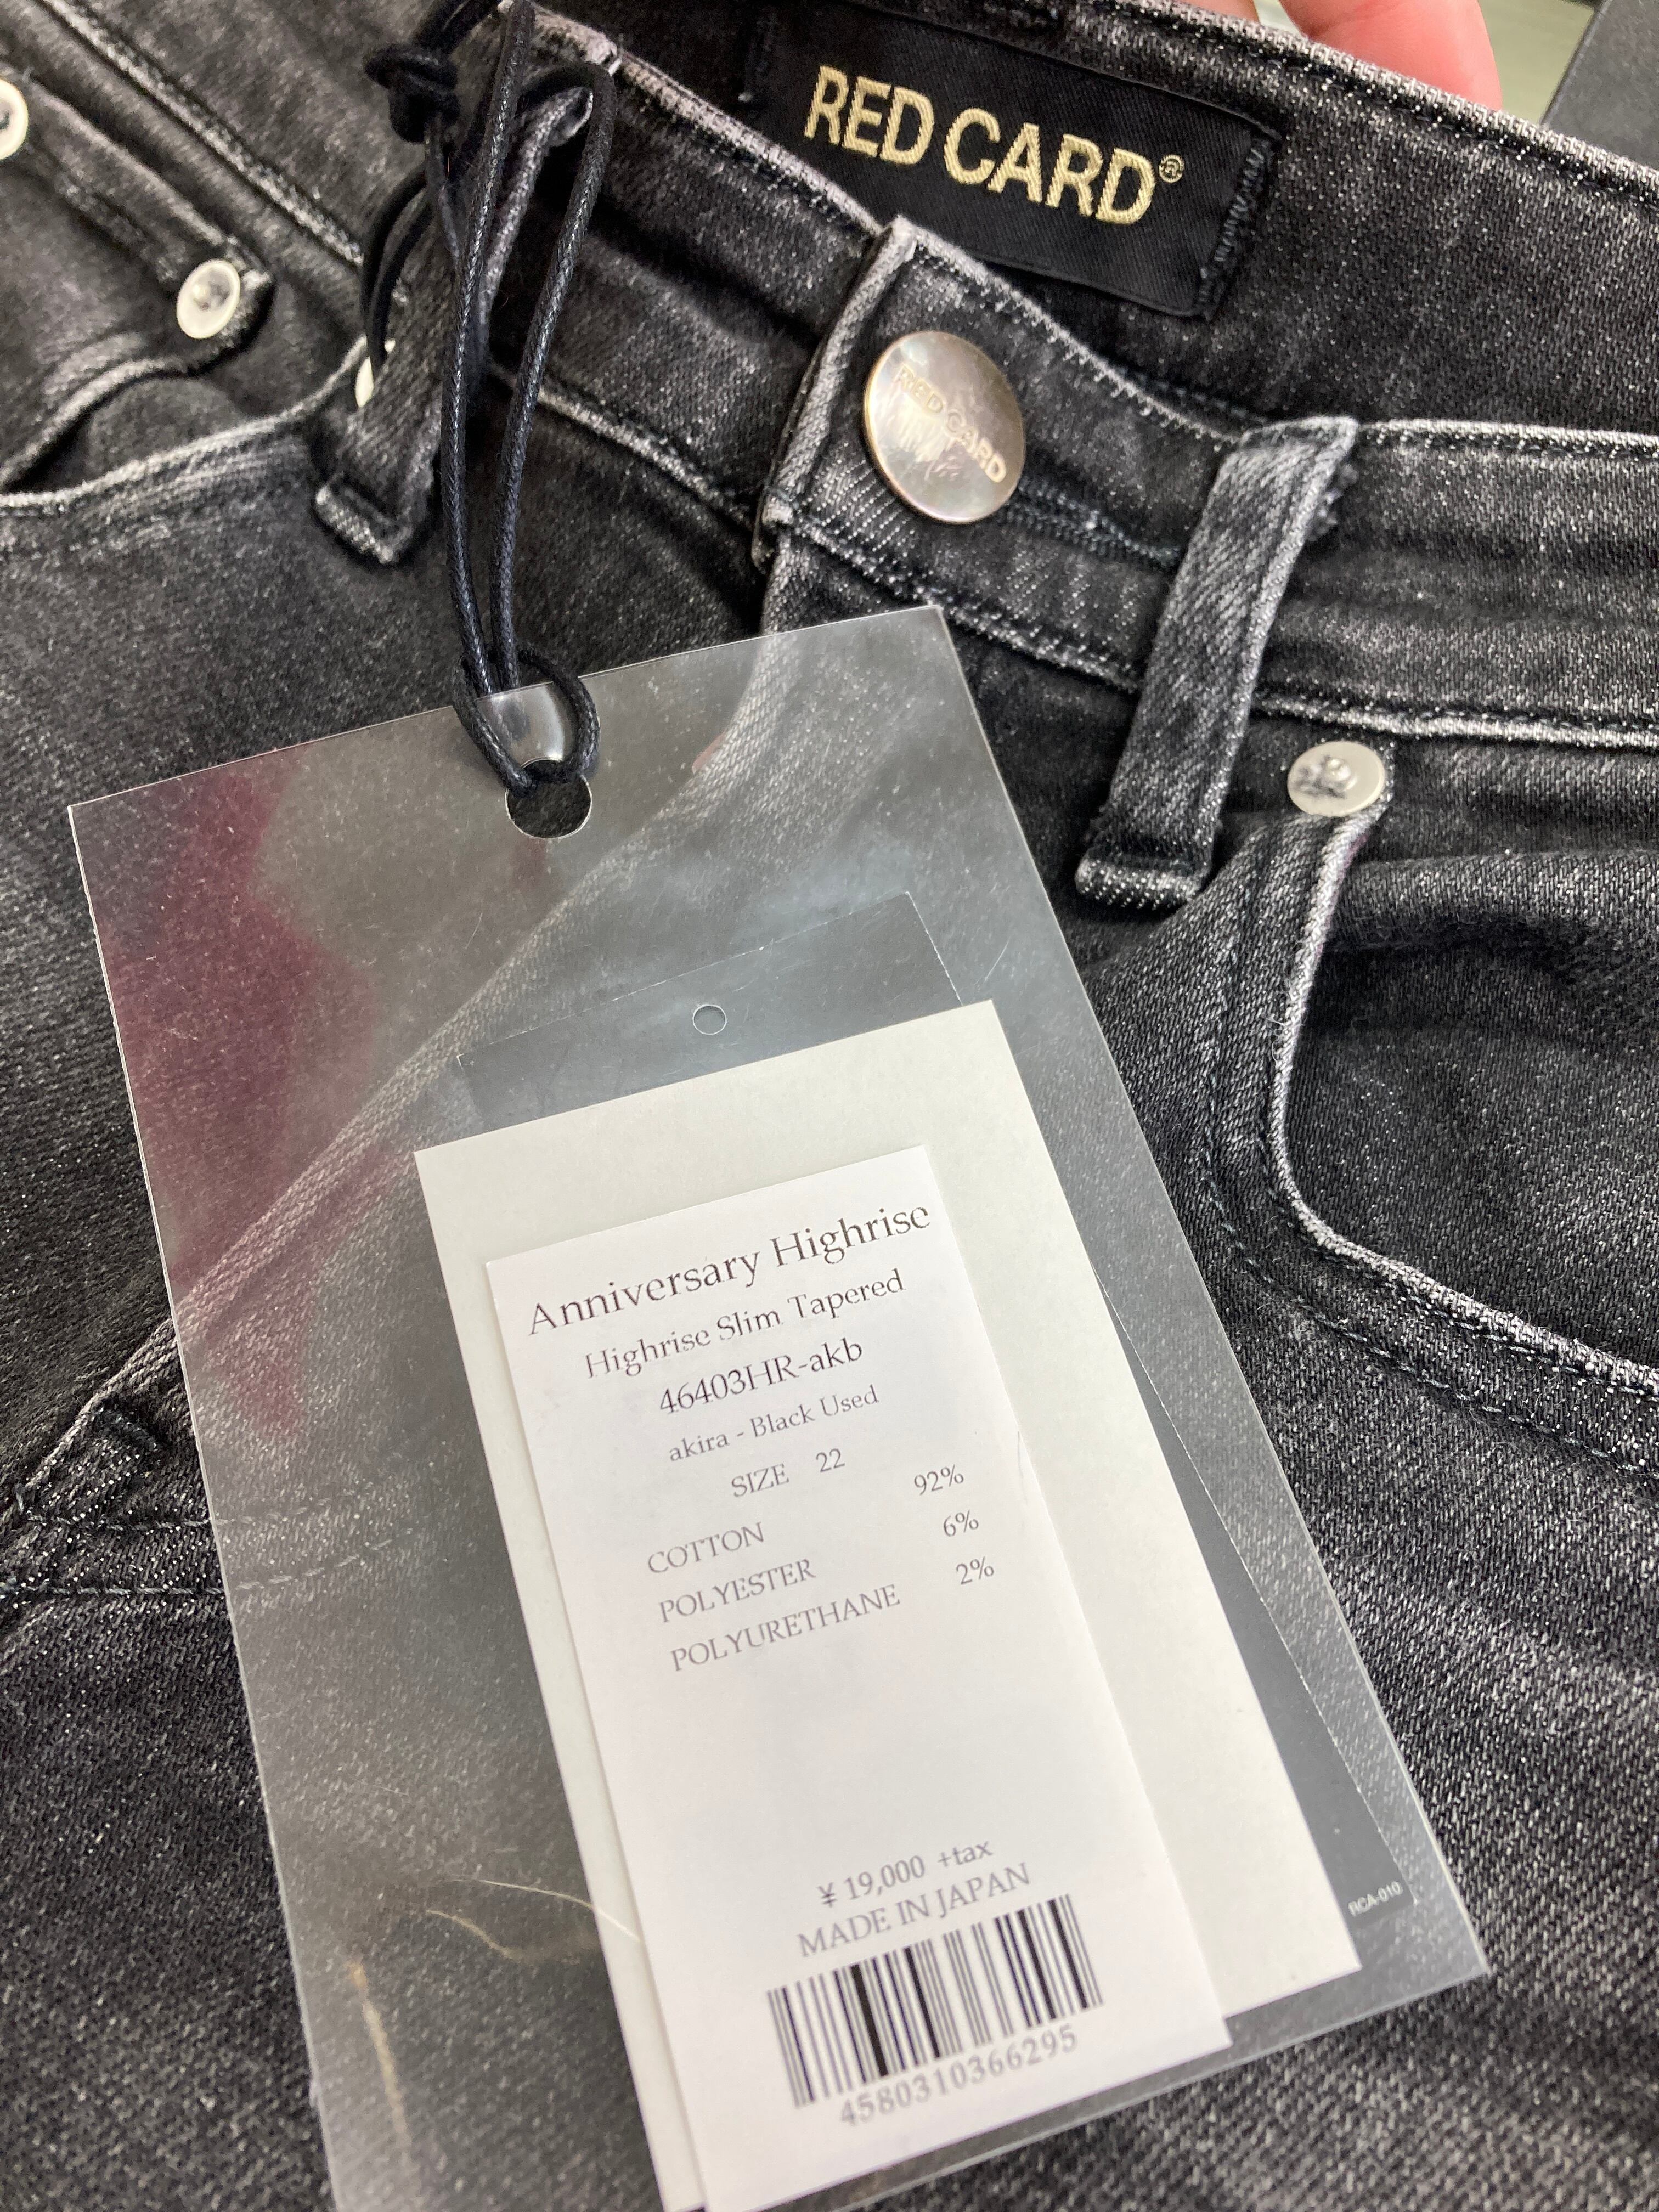 RED CARD®
RED CARD
Anniversary Highrise
Highrise Slim Tapered
46403HR-akb
akira - Black Used
SIZE 22
COTTON 92%
POLYESTER 6%
POLYURETHANE 2%
¥ 19,000 +tax
MADE IN JAPAN
4580310366295
RCA-010